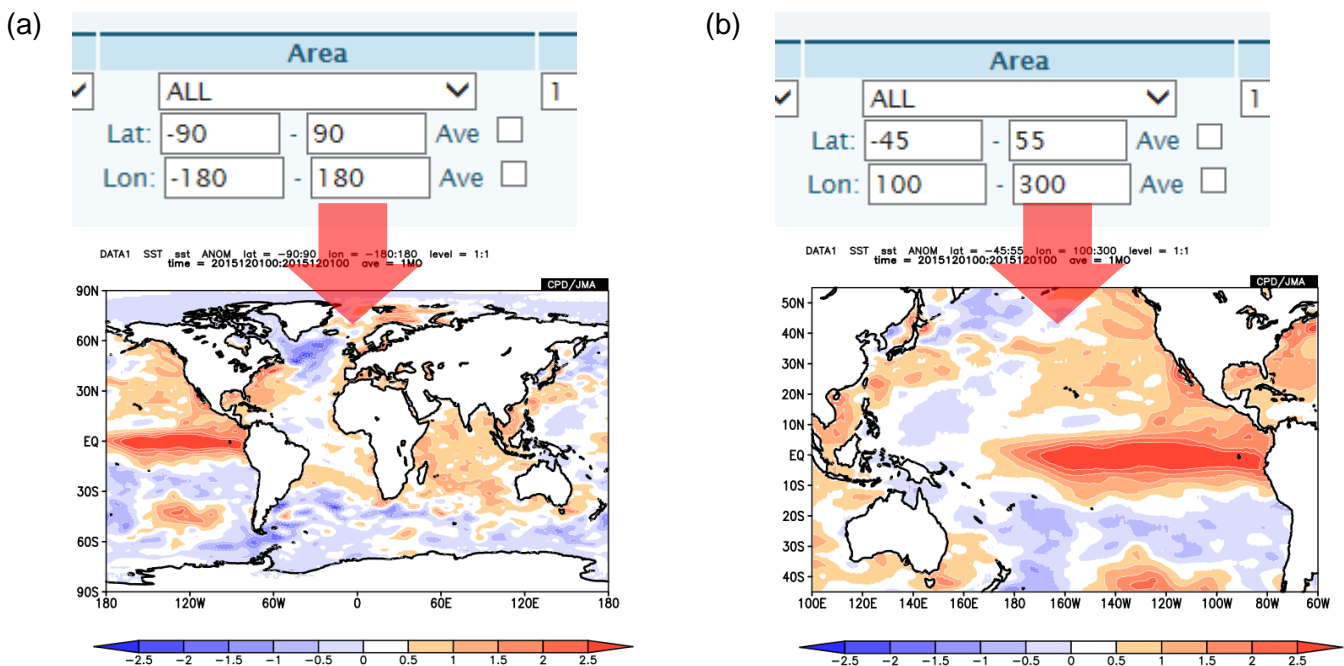 (a)
Area
ALL
1
Lat: -90 - 90 Ave
Lon: -180 - 180 Ave
DATA1 SST sst ANOM lat = -90:90 lon = -180:180 level = 1:1
time = 2015120100:2015120100 ave = 1MO
CPD/JMA
90N
60N
30N
EQ
30S
60S
90S
180 120W 60W 0 60E 120E 180
-2.5 -2 -1.5 -1 -0.5 0 0.5 1 1.5 2 2.5
(b)
Area
ALL
1
Lat: -45 - 55 Ave
Lon: 100 - 300 Ave
DATA1 SST sst ANOM lat = -45:55 lon = 100:300 level = 1:1
time = 2015120100:2015120100 ave = 1MO
CPD/JMA
50N
40N
30N
20N
10N
EQ
10S
20S
30S
40S
100E 120E 140E 160E 180 160W 140W 120W 100W 80W 60W
-2.5 -2 -1.5 -1 -0.5 0 0.5 1 1.5 2 2.5